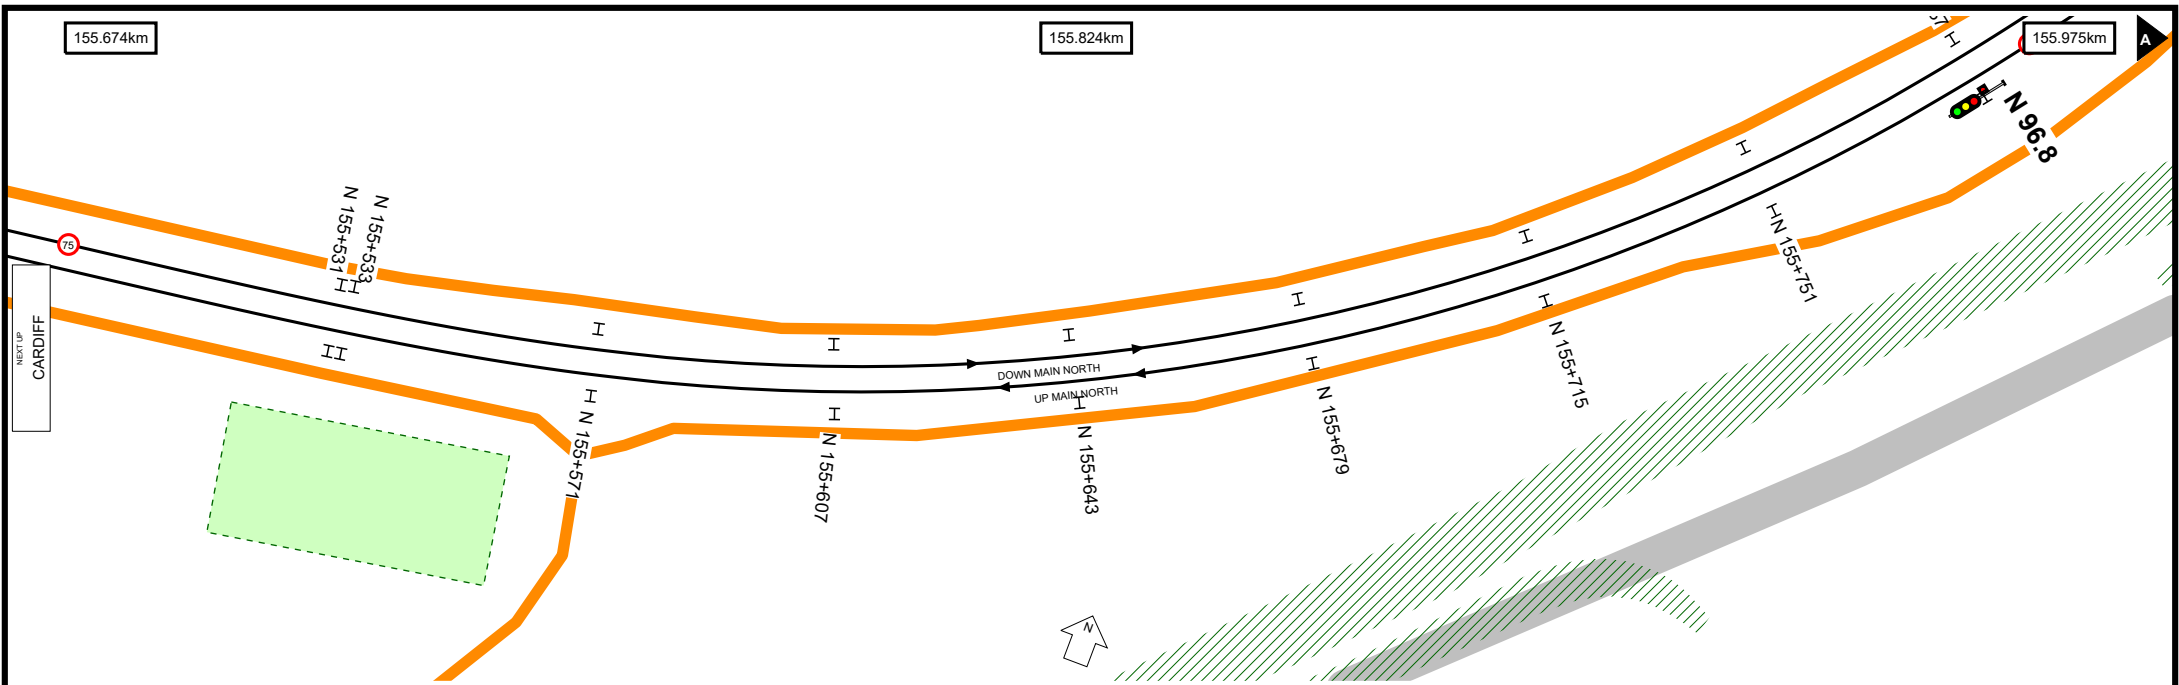 155.674km
155.824km
155.975km
A
N 96.8
N 155+531
N 155+533
75
NEXT UP
CARDIFF
DOWN MAIN NORTH
UP MAIN NORTH
N 155+571
N 155+607
N 155+643
N 155+679
N 155+715
N 155+751
N